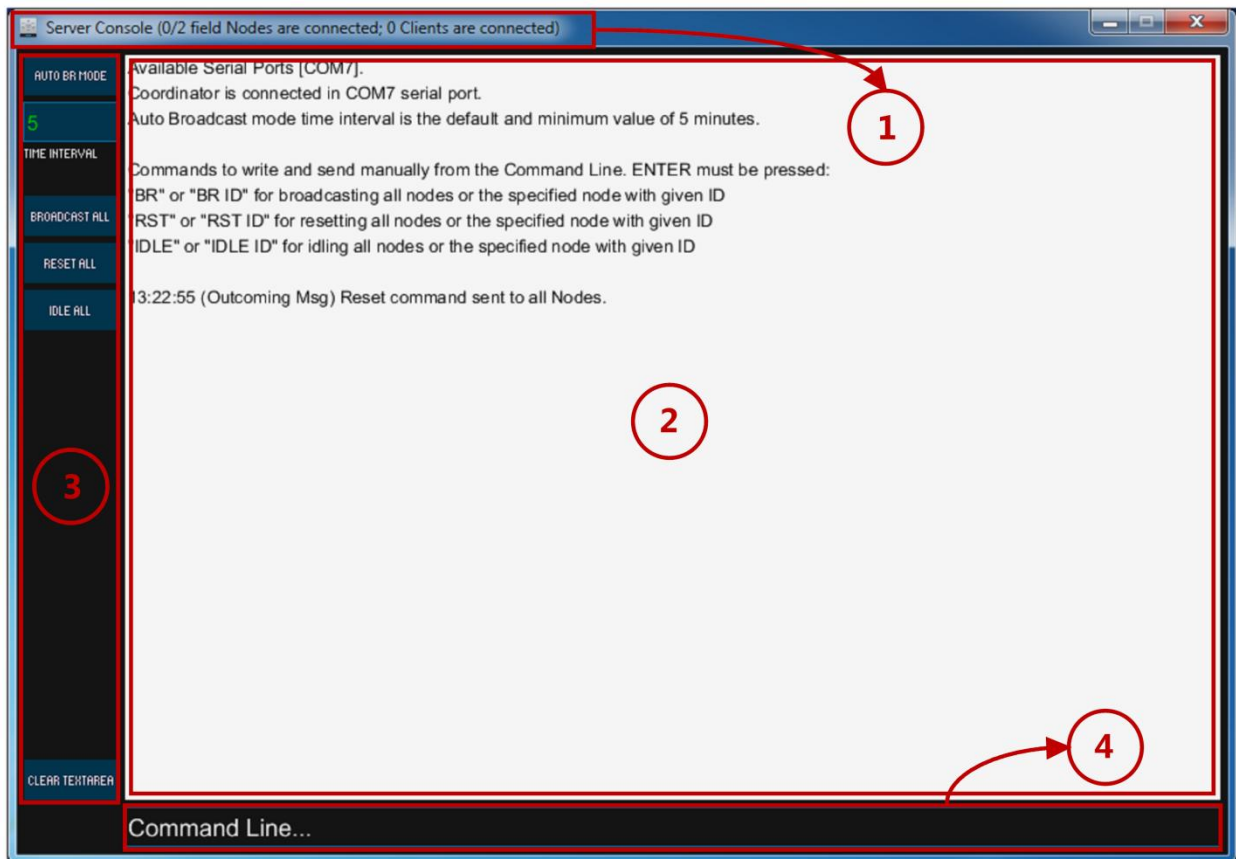 Server Console (0/2 field Nodes are connected; 0 Clients are connected)
AUTO BR MODE
5
TIME INTERVAL
BROADCAST ALL
RESET ALL
IDLE ALL
3
CLEAR TEXTAREA
Available Serial Ports [COM7].
Coordinator is connected in COM7 serial port.
Auto Broadcast mode time interval is the default and minimum value of 5 minutes.
1
Commands to write and send manually from the Command Line. ENTER must be pressed:
"BR" or "BR ID" for broadcasting all nodes or the specified node with given ID
"RST" or "RST ID" for resetting all nodes or the specified node with given ID
"IDLE" or "IDLE ID" for idling all nodes or the specified node with given ID
13:22:55 (Outcoming Msg) Reset command sent to all Nodes.
2
4
Command Line...